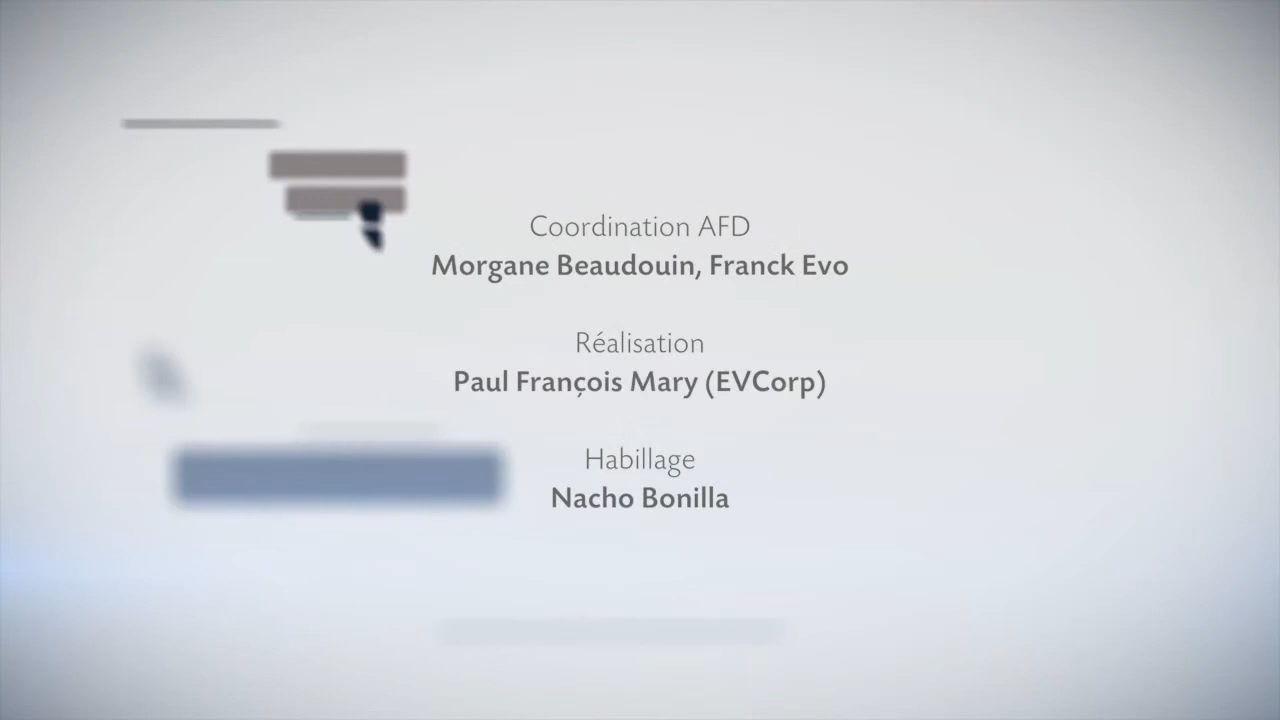 Coordination AFD
Morgane Beaudouin, Franck Evo
Réalisation
Paul François Mary (EVCorp)
Habillage
Nacho Bonilla